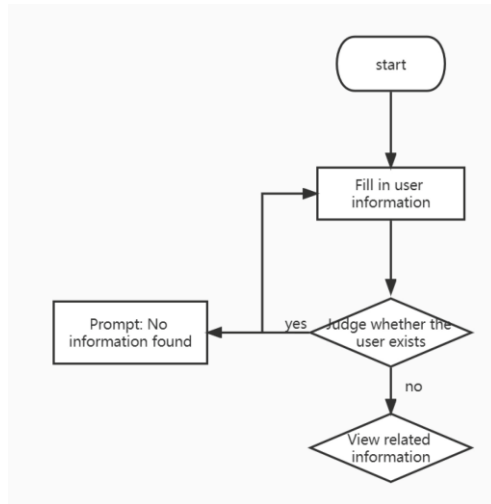 start
Fill in user
information
Prompt: No
information found
yes
Judge whether the
user exists
no
View related
information